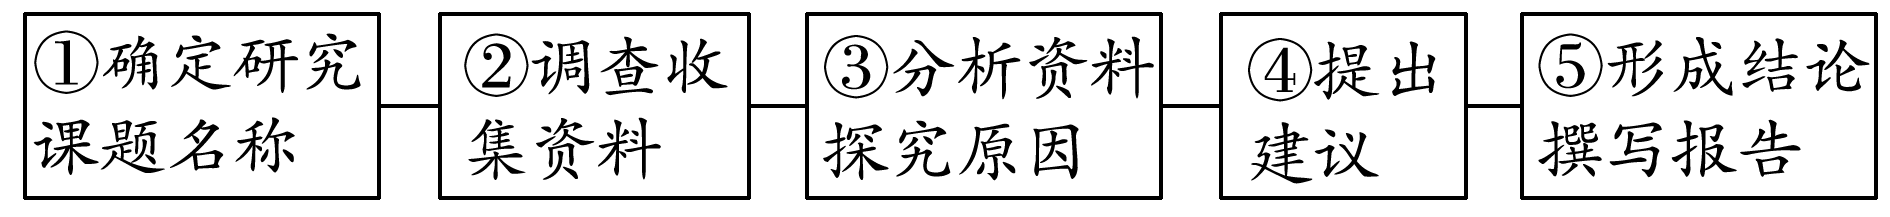 ①确定研究
课题名称
②调查收
集资料
③分析资料
探究原因
④提出
建议
⑤形成结论
撰写报告